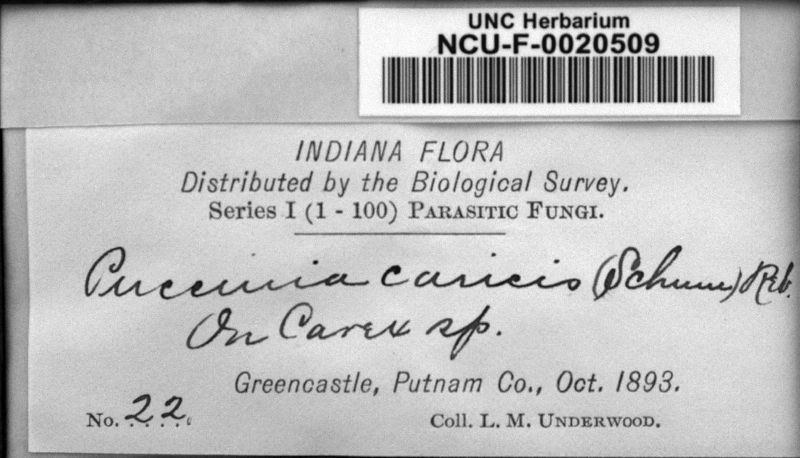 UNC Herbarium
NCU-F-0020509
INDIANA FLORA
Distributed by the Biological Survey.
Series I (1 - 100) PARASITIC FUNGI.
Puccinia caricis (Schum) Reb.
On Carex sp.
Greencastle, Putnam Co., Oct. 1893.
No. 22. Coll. L. M. UNDERWOOD.